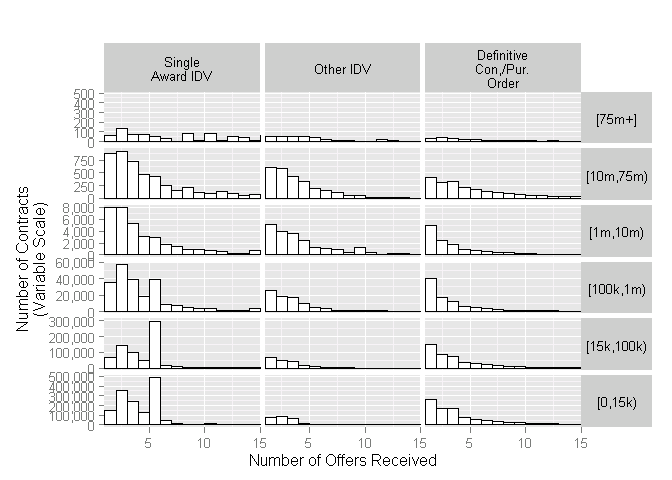 Single
Award IDV
Other IDV
Definitive
Con./Pur.
Order
Number of Contracts
(Variable Scale)
500
400
300
200
100
0
[75m+]
750
500
250
0
[10m,75m)
8,000
6,000
4,000
2,000
0
[1m,10m)
60,000
40,000
20,000
0
[100k,1m)
300,000
200,000
100,000
0
[15k,100k)
500,000
400,000
300,000
200,000
100,000
0
[0,15k)
5 10 15 5 10 15 5 10 15
Number of Offers Received